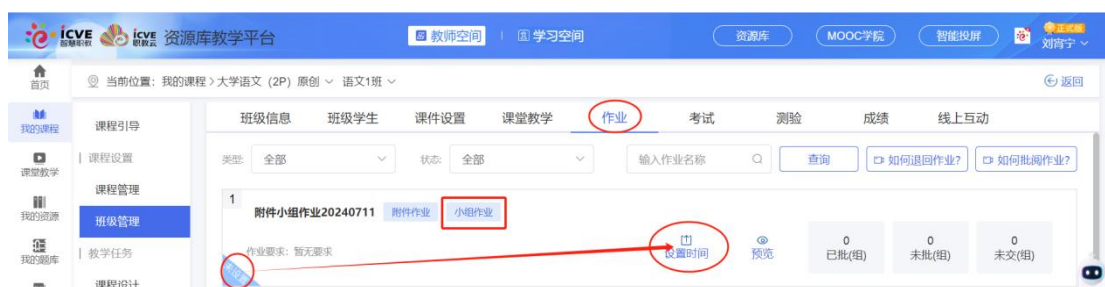 icve 智慧职教 icve 职教云 资源库教学平台 教师空间 学习空间 资源库 MOOC学院 智能投屏 正式版 刘宵宁
首页 当前位置：我的课程 > 大学语文（2P）原创 语文1班 返回
我的课程 课程引导 班级信息 班级学生 课件设置 课堂教学 作业 考试 测验 成绩 线上互动
课堂教学 课程设置 类型: 全部 状态: 全部 输入作业名称 查询 如何退回作业? 如何批阅作业?
课程管理
我的资源 班级管理 1 附件小组作业20240711 附件作业 小组作业
我的题库 教学任务 作业要求：暂无要求 设置时间 预览 0 已批(组) 0 未批(组) 0 未交(组)
课程设计